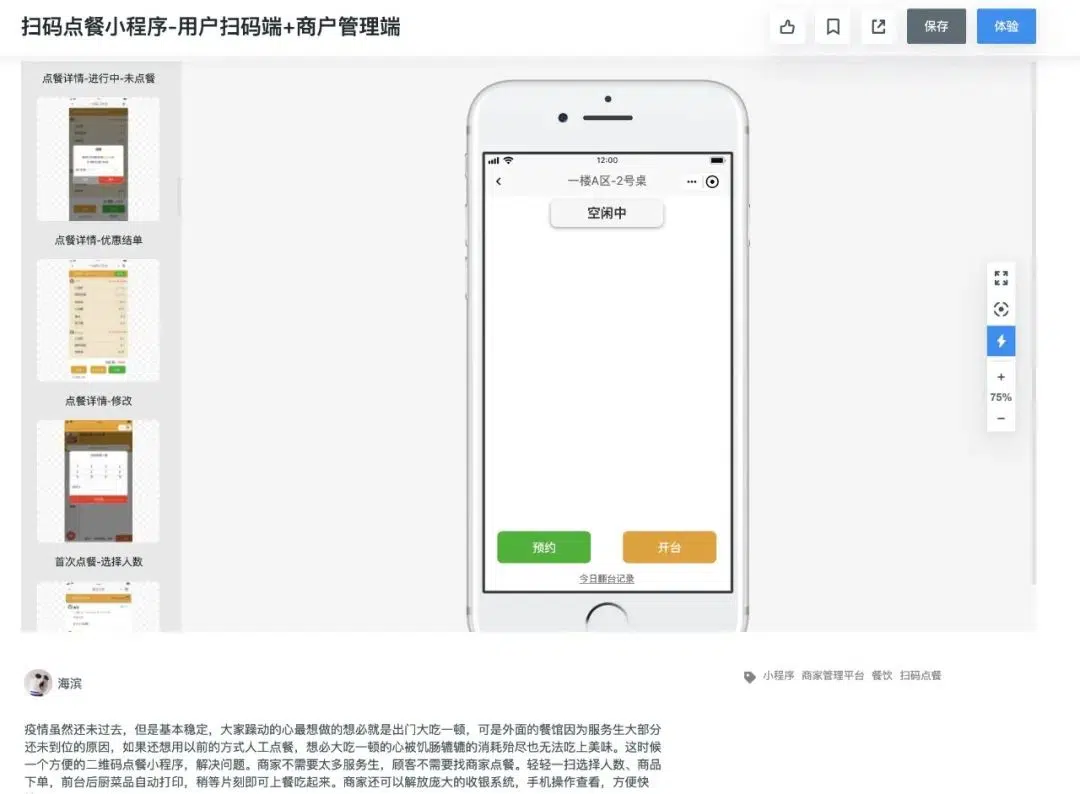 扫码点餐小程序-用户扫码端+商户管理端
保存
体验
点餐详情-进行中-未点餐
点餐详情-优惠结单
点餐详情-修改
首次点餐-选择人数
12:00
一楼A区-2号桌
空闲中
预约
开台
今日翻台记录
+
75%
−
海滨
小程序 商家管理平台 餐饮 扫码点餐
疫情虽然还未过去，但是基本稳定，大家躁动的心最想做的想必就是出门大吃一顿，可是外面的餐馆因为服务生大部分
还未到位的原因，如果还想用以前的方式人工点餐，想必大吃一顿的心被饥肠辘辘的消耗殆尽也无法吃上美味。这时候
一个方便的二维码点餐小程序，解决问题。商家不需要太多服务生，顾客不需要找商家点餐。轻轻一扫选择人数、商品
下单，前台后厨菜品自动打印，稍等片刻即可上餐吃起来。商家还可以解放庞大的收银系统，手机操作查看，方便快